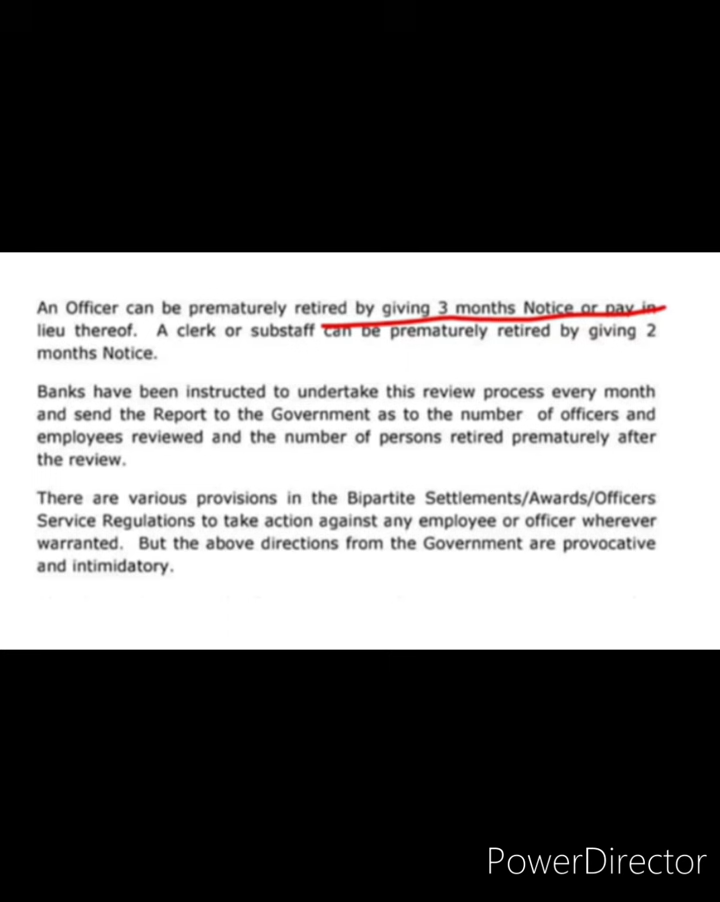 An Officer can be prematurely retired by giving 3 months Notice or pay in
lieu thereof. A clerk or substaff can be prematurely retired by giving 2
months Notice.
Banks have been instructed to undertake this review process every month
and send the Report to the Government as to the number of officers and
employees reviewed and the number of persons retired prematurely after
the review.
There are various provisions in the Bipartite Settlements/Awards/Officers
Service Regulations to take action against any employee or officer wherever
warranted. But the above directions from the Government are provocative
and intimidatory.
PowerDirector